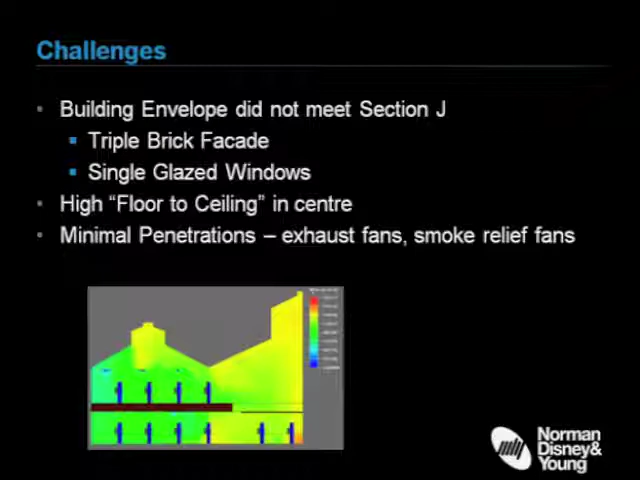 Challenges
• Building Envelope did not meet Section J
▪ Triple Brick Facade
▪ Single Glazed Windows
• High “Floor to Ceiling” in centre
• Minimal Penetrations – exhaust fans, smoke relief fans
Norman
Disney&
Young